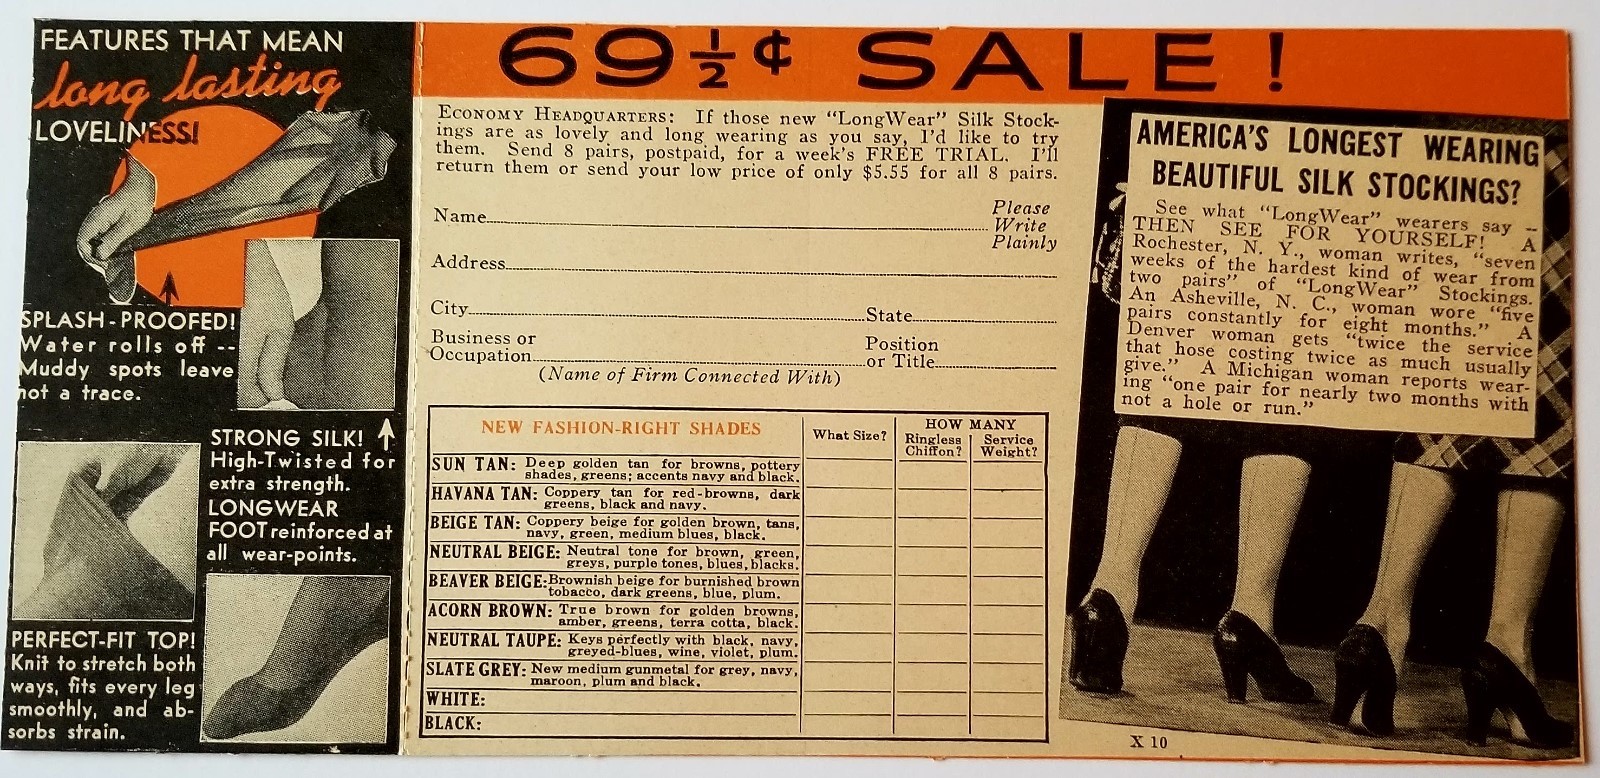 FEATURES THAT MEAN
long lasting
LOVELINESS!
SPLASH-PROOFED!
Water rolls off --
Muddy spots leave
not a trace.
STRONG SILK!
High-Twisted for
extra strength.
LONGWEAR
FOOT reinforced at
all wear-points.
PERFECT-FIT TOP!
Knit to stretch both
ways, fits every leg
smoothly, and ab-
sorbs strain.
69½¢ SALE!
ECONOMY HEADQUARTERS: If those new "LongWear" Silk Stock-
ings are as lovely and long wearing as you say, I'd like to try
them. Send 8 pairs, postpaid, for a week's FREE TRIAL. I'll
return them or send your low price of only $5.55 for all 8 pairs.
Name
Please
Write
Plainly
Address
City State
Business or Position
Occupation or Title
(Name of Firm Connected With)
NEW FASHION-RIGHT SHADES What Size? HOW MANY
Ringless Service
Chiffon? Weight?
SUN TAN: Deep golden tan for browns, pottery
shades, greens; accents navy and black.
HAVANA TAN: Coppery tan for red-browns, dark
greens, black and navy.
BEIGE TAN: Coppery beige for golden brown, tans,
navy, green, medium blues, black.
NEUTRAL BEIGE: Neutral tone for brown, green,
greys, purple tones, blues, blacks.
BEAVER BEIGE: Brownish beige for burnished brown
tobacco, dark greens, blue, plum.
ACORN BROWN: True brown for golden browns,
amber, greens, terra cotta, black.
NEUTRAL TAUPE: Keys perfectly with black, navy,
greyed-blues, wine, violet, plum.
SLATE GREY: New medium gunmetal for grey, navy,
maroon, plum and black.
WHITE:
BLACK:
AMERICA'S LONGEST WEARING
BEAUTIFUL SILK STOCKINGS?
See what "LongWear" wearers say --
THEN SEE FOR YOURSELF! A
Rochester, N. Y., woman writes, "seven
weeks of the hardest kind of wear from
two pairs" of "LongWear" Stockings.
An Asheville, N. C., woman wore "five
pairs constantly for eight months." A
Denver woman gets "twice the service
that hose costing twice as much usually
give." A Michigan woman reports wear-
ing "one pair for nearly two months with
not a hole or run."
X 10